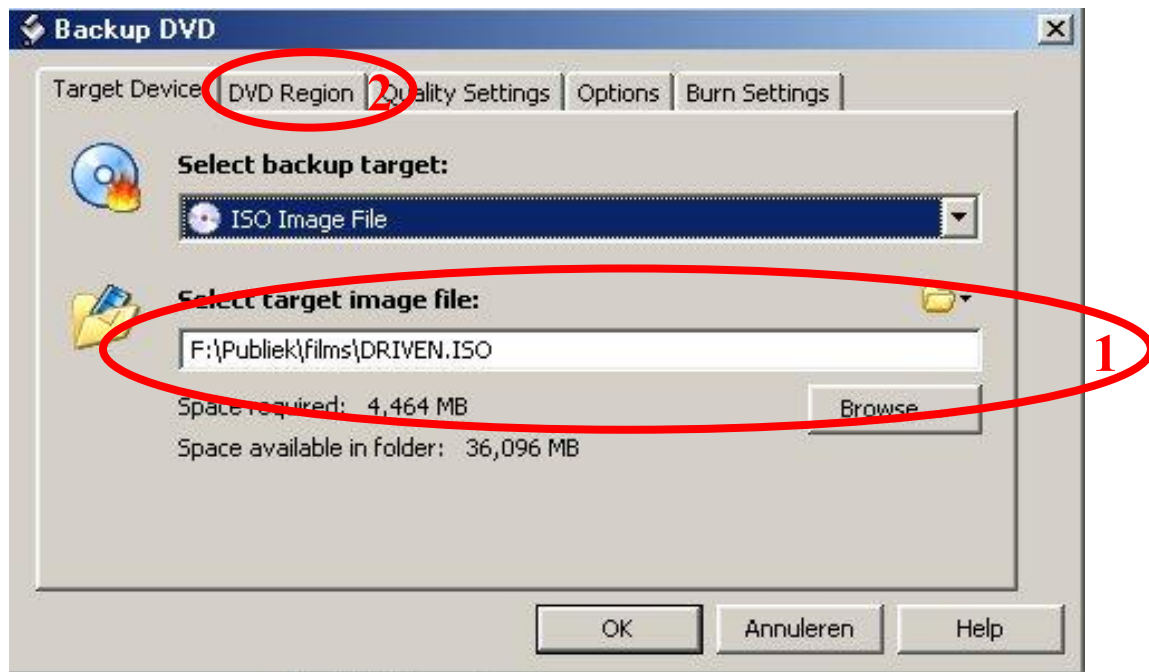 Backup DVD
Target Device DVD Region 2 Quality Settings Options Burn Settings
Select backup target:
ISO Image File
Select target image file:
F:\Publiek\films\DRIVEN.ISO
1
Space required: 4,464 MB
Browse...
Space available in folder: 36,096 MB
OK Annuleren Help